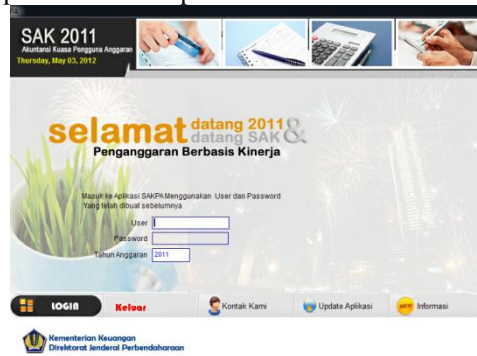 SAK 2011
Akuntansi Kuasa Pengguna Anggaran
Thursday, May 03, 2012
selamat datang 2011 &
datang SAK
Penganggaran Berbasis Kinerja
Masuk ke Aplikasi SAKPA Menggunakan User dan Password
Yang telah dibuat sebelumnya
User
Password
Tahun Anggaran 2011
LOGIN Keluar Kontak Kami Update Aplikasi NEW Informasi
Kementerian Keuangan
Direktorat Jenderal Perbendaharaan